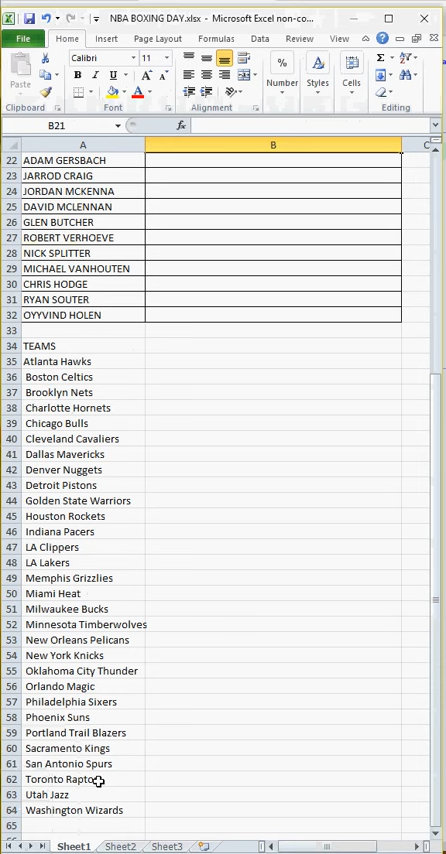 NBA BOXING DAY.xlsx - Microsoft Excel non-co...
File Home Insert Page Layout Formulas
Paste Calibri 11 Number Styles Cells
B I U A A
Clipboard Font Alignment Editing
B21 fx
A B C
22 ADAM GERSBACH
23 JARROD CRAIG
24 JORDAN MCKENNA
25 DAVID MCLENNAN
26 GLEN BUTCHER
27 ROBERT VERHOEVE
28 NICK SPLITTER
29 MICHAEL VANHOUTEN
30 CHRIS HODGE
31 RYAN SOUTER
32 OYYVIND HOLEN
33
34 TEAMS
35 Atlanta Hawks
36 Boston Celtics
37 Brooklyn Nets
38 Charlotte Hornets
39 Chicago Bulls
40 Cleveland Cavaliers
41 Dallas Mavericks
42 Denver Nuggets
43 Detroit Pistons
44 Golden State Warriors
45 Houston Rockets
46 Indiana Pacers
47 LA Clippers
48 LA Lakers
49 Memphis Grizzlies
50 Miami Heat
51 Milwaukee Bucks
52 Minnesota Timberwolves
53 New Orleans Pelicans
54 New York Knicks
55 Oklahoma City Thunder
56 Orlando Magic
57 Philadelphia Sixers
58 Phoenix Suns
59 Portland Trail Blazers
60 Sacramento Kings
61 San Antonio Spurs
62 Toronto Rapto
63 Utah Jazz
64 Washington Wizards
65
Sheet1 Sheet2 Sheet3